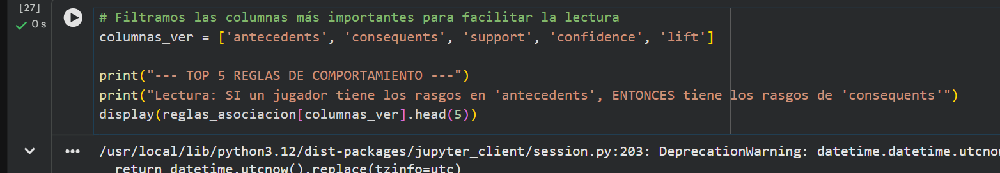 [27]
0 s
# Filtramos las columnas más importantes para facilitar la lectura
columnas_ver = ['antecedents', 'consequents', 'support', 'confidence', 'lift']
print("--- TOP 5 REGLAS DE COMPORTAMIENTO ---")
print("Lectura: SI un jugador tiene los rasgos en 'antecedents', ENTONCES tiene los rasgos de 'consequents'")
display(reglas_asociacion[columnas_ver].head(5))
/usr/local/lib/python3.12/dist-packages/jupyter_client/session.py:203: DeprecationWarning: datetime.datetime.utcnow
return datetime.utcnow().replace(tzinfo=utc)